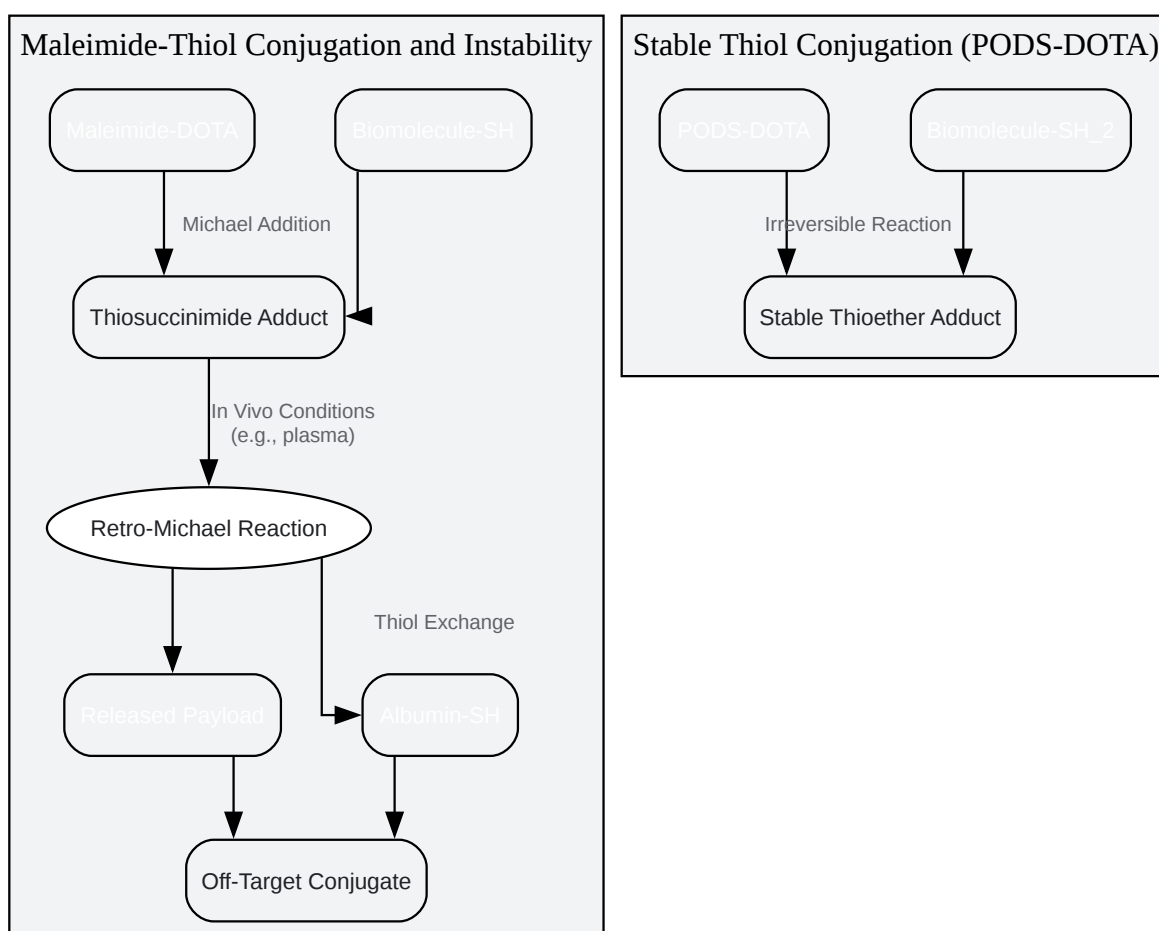 Maleimide-Thiol Conjugation and Instability
Maleimide-DOTA
Biomolecule-SH
Michael Addition
Thiosuccinimide Adduct
In Vivo Conditions
(e.g., plasma)
Retro-Michael Reaction
Thiol Exchange
Released Payload
Albumin-SH
Off-Target Conjugate
Stable Thiol Conjugation (PODS-DOTA)
PODS-DOTA
Biomolecule-SH_2
Irreversible Reaction
Stable Thioether Adduct